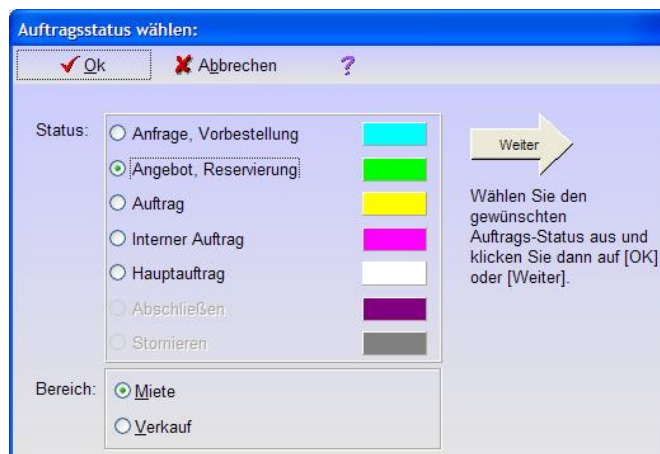 Auftragsstatus wählen:
Ok Abbrechen ?
Status:
Anfrage, Vorbestellung
Angebot, Reservierung
Auftrag
Interner Auftrag
Hauptauftrag
Abschließen
Stornieren
Weiter
Wählen Sie den
gewünschten
Auftrags-Status aus und
klicken Sie dann auf [OK]
oder [Weiter].
Bereich:
Miete
Verkauf